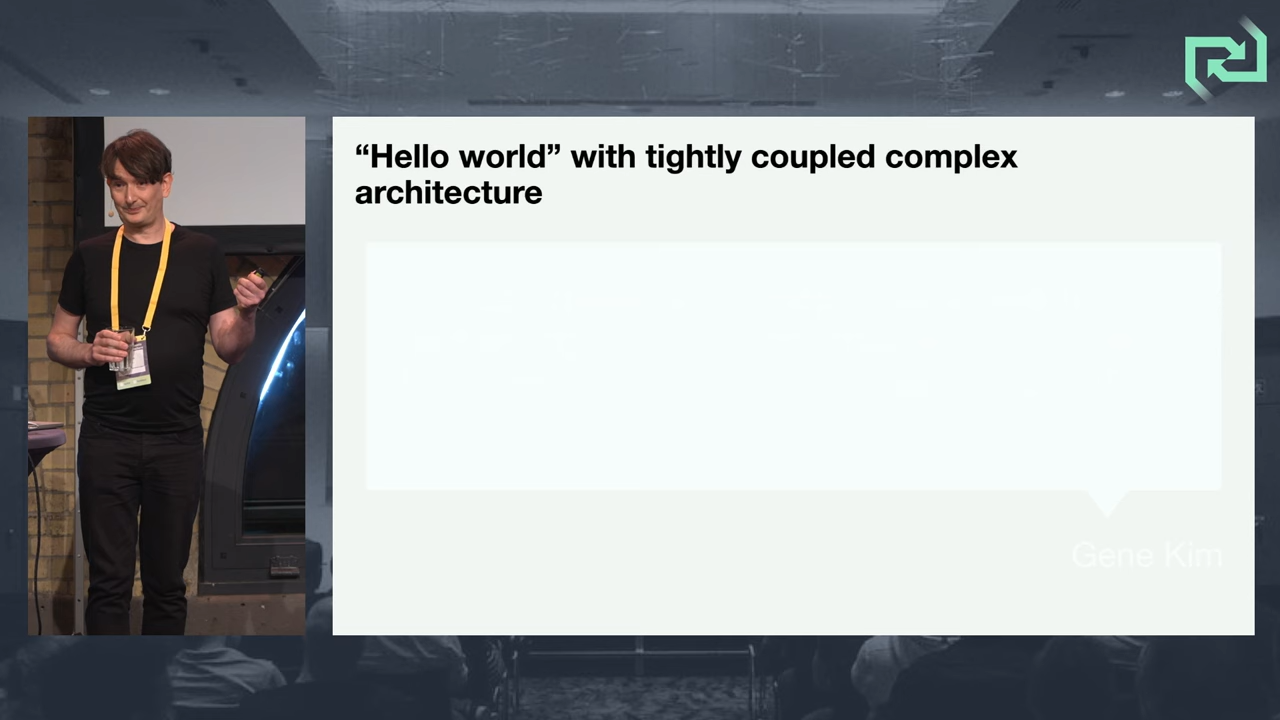 “Hello world” with tightly coupled complex
architecture
Gene Kim